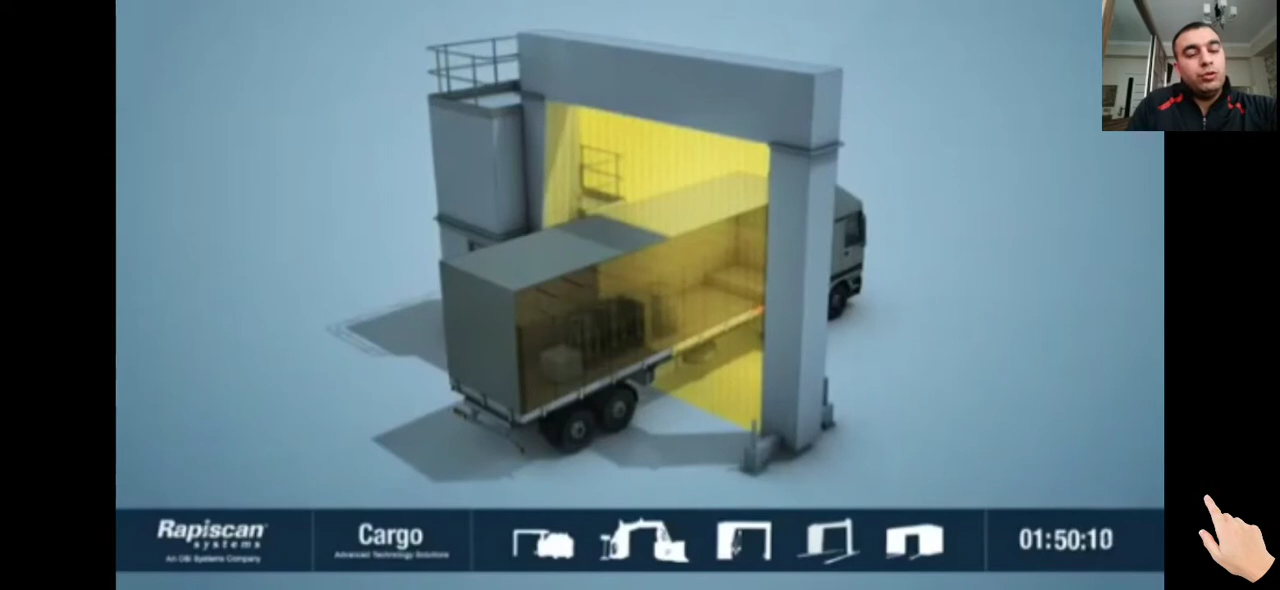 Rapiscan
systems
An OSI Systems Company
Cargo
Advanced Technology Solutions
01:50:10